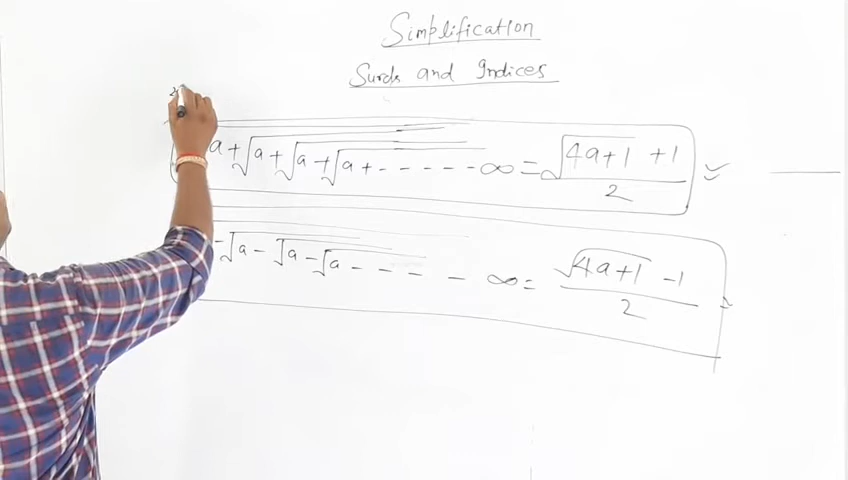 Simplification
Surds and Indices
a + √a + √a + √a + - - - - - - ∞ = √4a+1 + 1 / 2
- √a - √a - √a - - - - - ∞ = √4a+1 - 1 / 2